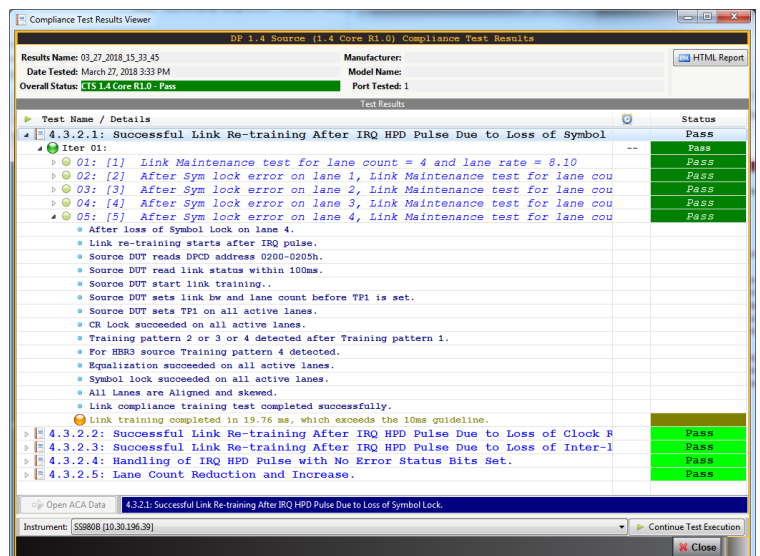 Compliance Test Results Viewer
DP 1.4 Source (1.4 Core R1.0) Compliance Test Results
Results Name: 03_27_2018_15_33_45
Manufacturer:
HTML Report
Date Tested: March 27, 2018 3:33 PM
Model Name:
Overall Status: CTS 1.4 Core R1.0 - Pass
Port Tested: 1
Test Results
Test Name / Details
Status
4.3.2.1: Successful Link Re-training After IRQ HPD Pulse Due to Loss of Symbol
Pass
Iter 01:
--
Pass
01: [1] Link Maintenance test for lane count = 4 and lane rate = 8.10
Pass
02: [2] After Sym lock error on lane 1, Link Maintenance test for lane cou
Pass
03: [3] After Sym lock error on lane 2, Link Maintenance test for lane cou
Pass
04: [4] After Sym lock error on lane 3, Link Maintenance test for lane cou
Pass
05: [5] After Sym lock error on lane 4, Link Maintenance test for lane cou
Pass
After loss of Symbol Lock on lane 4.
Link re-training starts after IRQ pulse.
Source DUT reads DPCD address 0200-0205h.
Source DUT read link status within 100ms.
Source DUT start link training..
Source DUT sets link bw and lane count before TP1 is set.
Source DUT sets TP1 on all active lanes.
CR Lock succeeded on all active lanes.
Training pattern 2 or 3 or 4 detected after Training pattern 1.
For HBR3 source Training pattern 4 detected.
Equalization succeeded on all active lanes.
Symbol lock succeeded on all active lanes.
All Lanes are Aligned and skewed.
Link compliance training test completed successfully.
Link training completed in 19.76 ms, which exceeds the 10ms guideline.
4.3.2.2: Successful Link Re-training After IRQ HPD Pulse Due to Loss of Clock R
Pass
4.3.2.3: Successful Link Re-training After IRQ HPD Pulse Due to Loss of Inter-l
Pass
4.3.2.4: Handling of IRQ HPD Pulse with No Error Status Bits Set.
Pass
4.3.2.5: Lane Count Reduction and Increase.
Pass
Open ACA Data
4.3.2.1: Successful Link Re-training After IRQ HPD Pulse Due to Loss of Symbol Lock.
Instrument: SS980B [10.30.196.39]
Continue Test Execution
Close